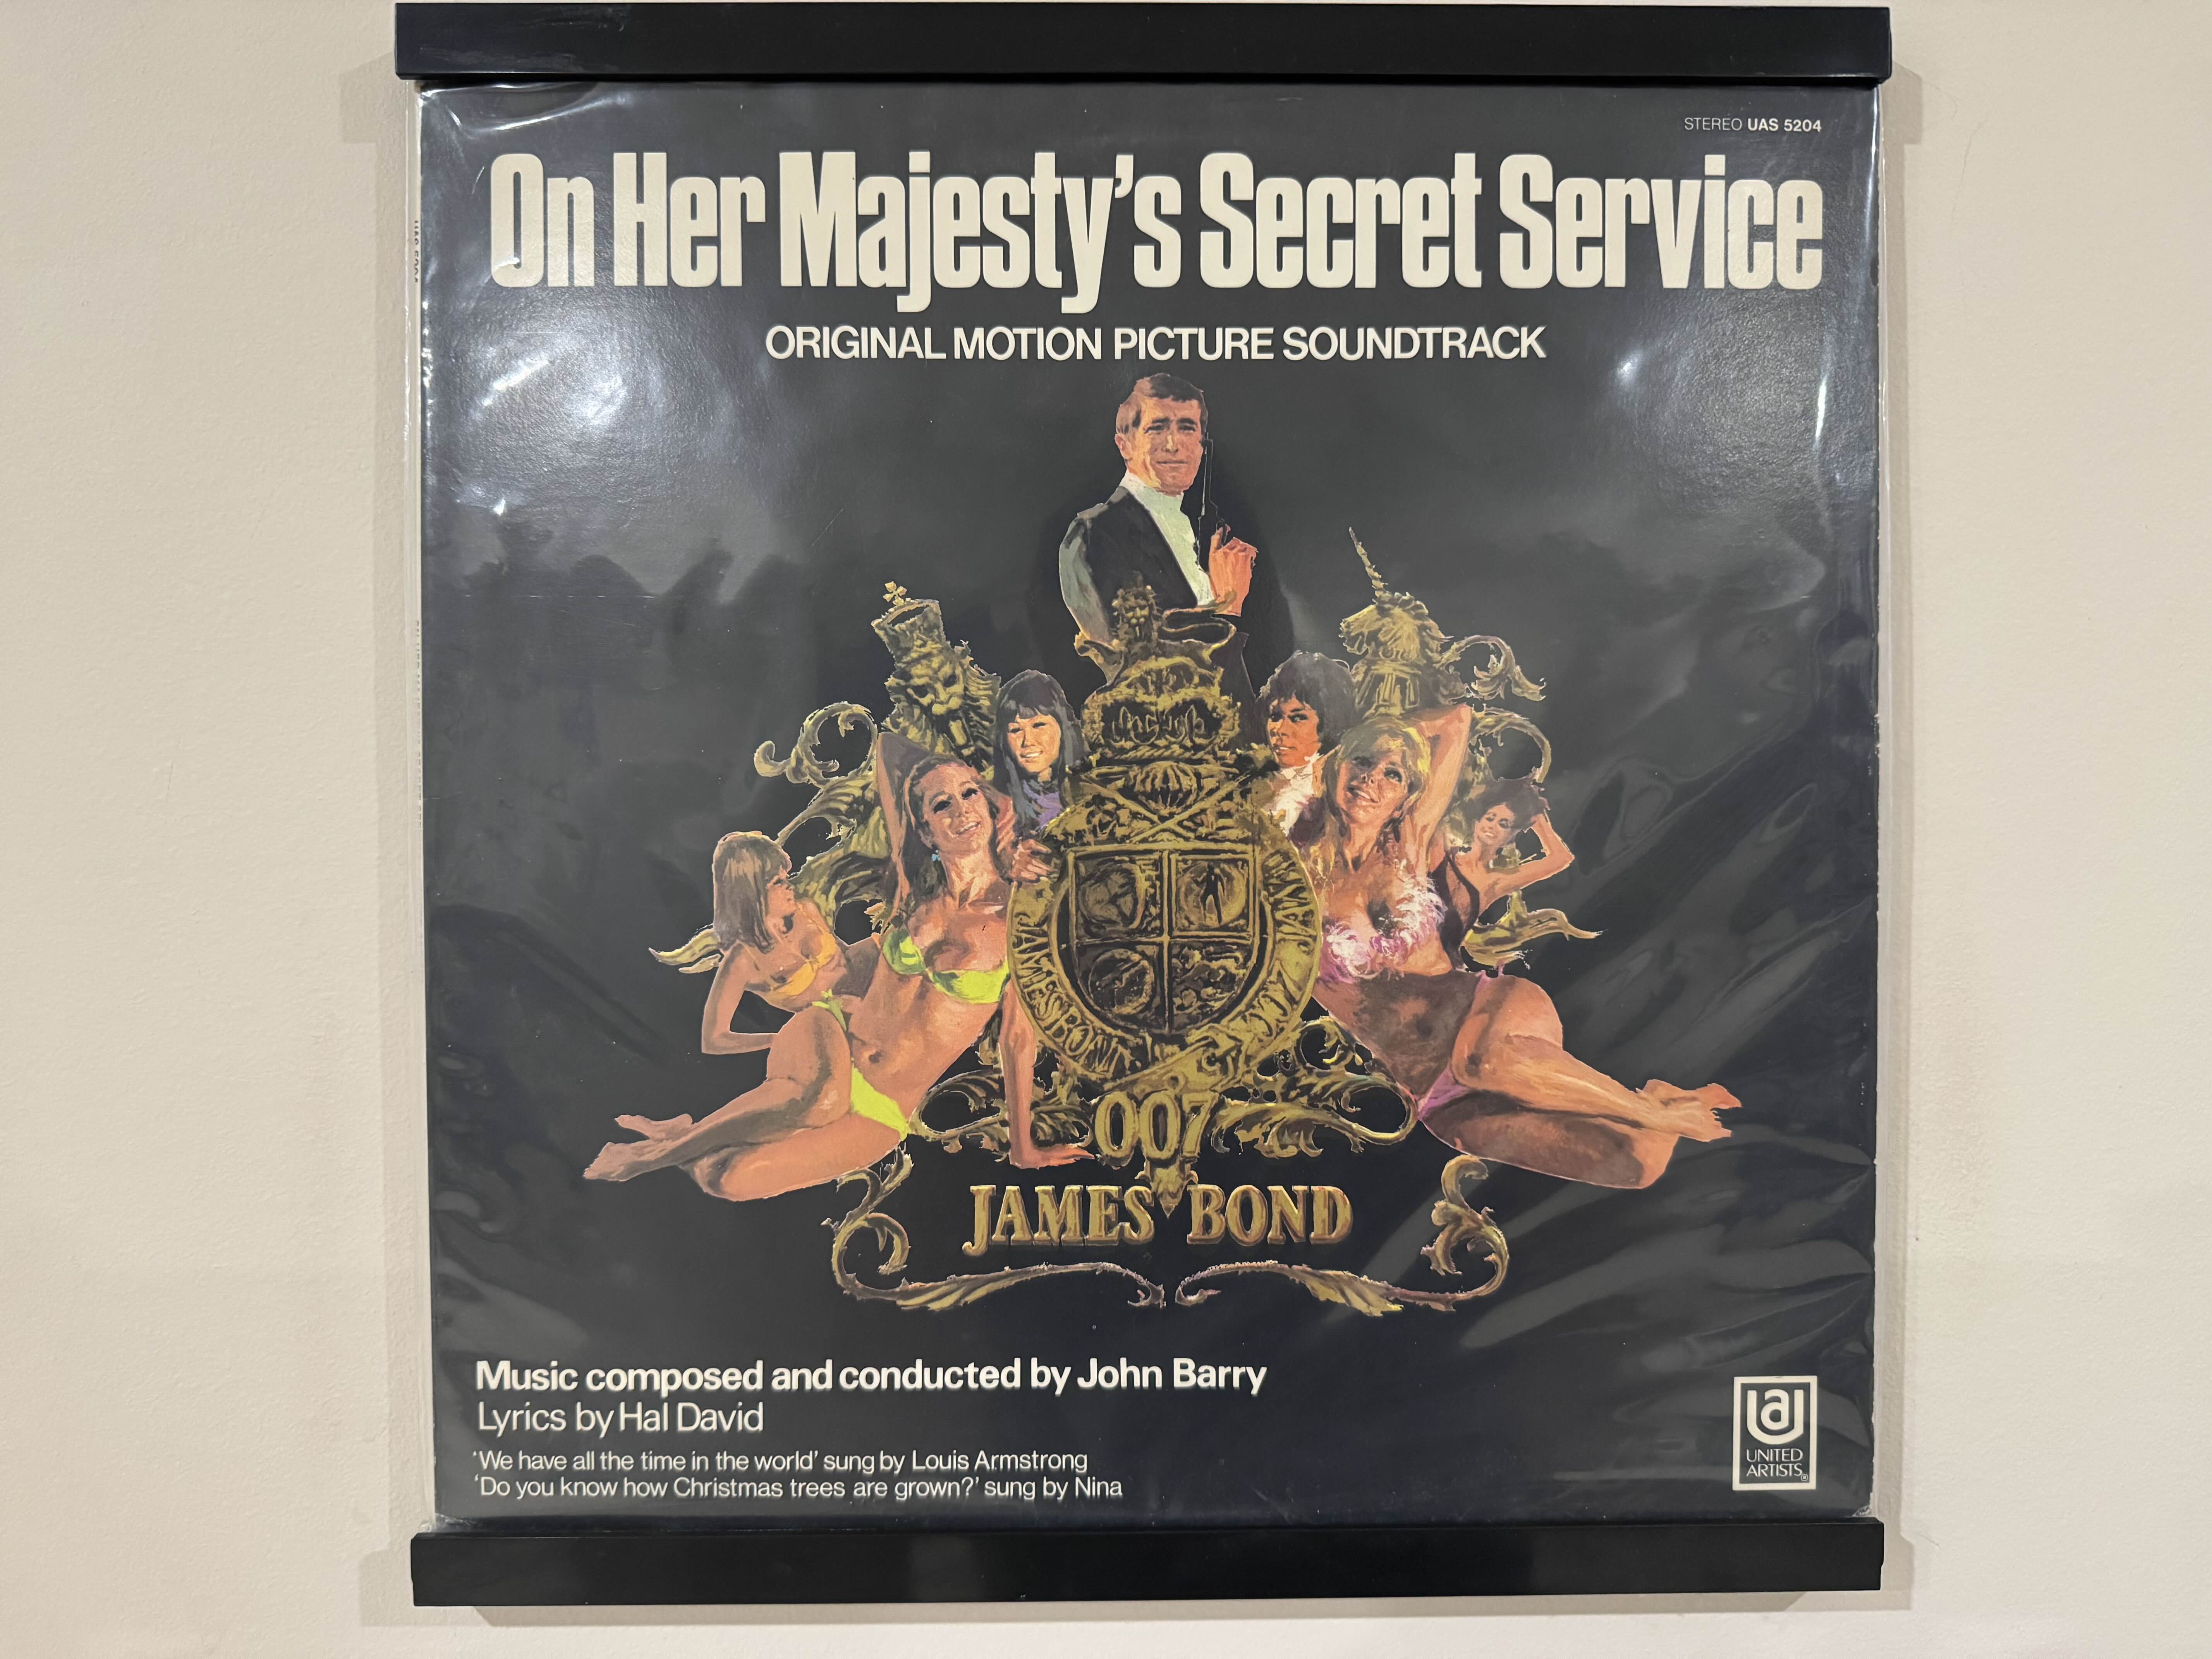 STEREO UAS 5204
On Her Majesty's Secret Service
ORIGINAL MOTION PICTURE SOUNDTRACK
JAMES BOND
007
JAMES BOND
Music composed and conducted by John Barry
Lyrics by Hal David
'We have all the time in the world' sung by Louis Armstrong
'Do you know how Christmas trees are grown?' sung by Nina
UNITED
ARTISTS®